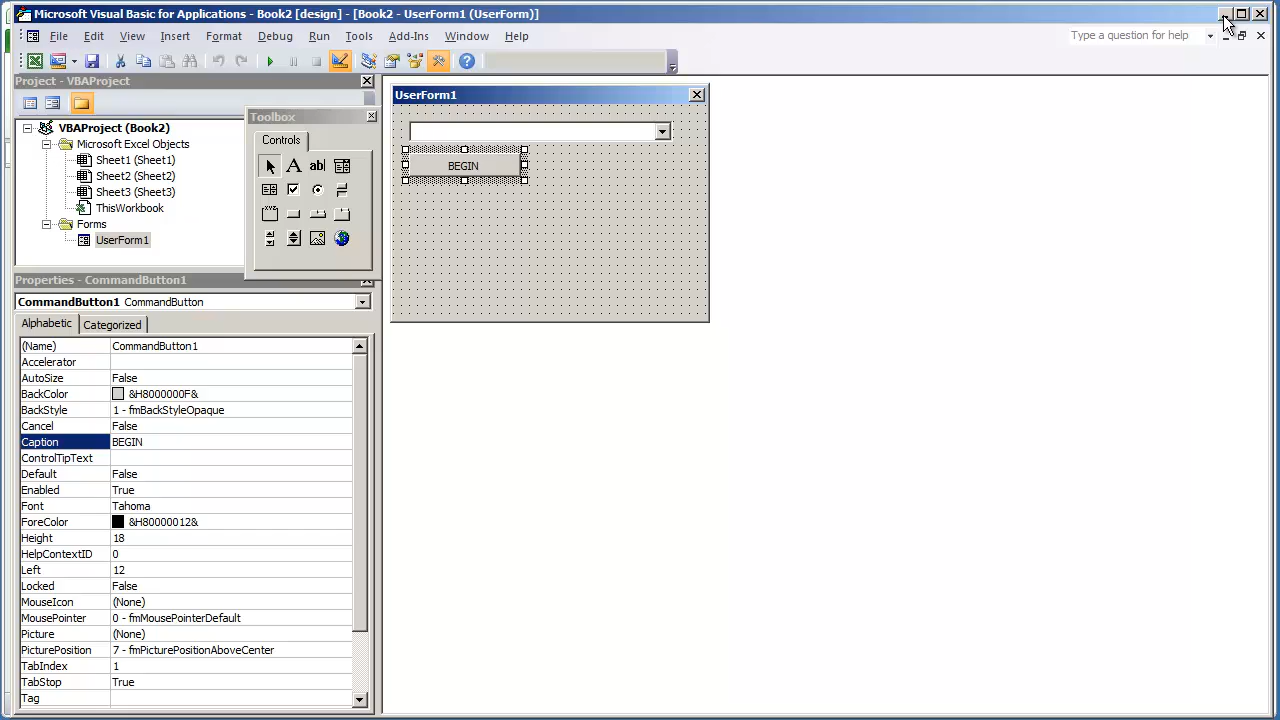 Microsoft Visual Basic for Applications - Book2 [design] - [Book2 - UserForm1 (UserForm)]
File Edit View Insert Format Debug Run Tools Add-Ins Window Help
Type a question for help
Project - VBAProject
VBAProject (Book2)
Microsoft Excel Objects
Sheet1 (Sheet1)
Sheet2 (Sheet2)
Sheet3 (Sheet3)
ThisWorkbook
Forms
UserForm1
Toolbox
Controls
A
ab
xyz
UserForm1
BEGIN
Properties - CommandButton1
CommandButton1 CommandButton
Alphabetic Categorized
(Name) CommandButton1
Accelerator
AutoSize False
BackColor &H8000000F&
BackStyle 1 - fmBackStyleOpaque
Cancel False
Caption BEGIN
ControlTipText
Default False
Enabled True
Font Tahoma
ForeColor &H80000012&
Height 18
HelpContextID 0
Left 12
Locked False
MouseIcon (None)
MousePointer 0 - fmMousePointerDefault
Picture (None)
PicturePosition 7 - fmPicturePositionAboveCenter
TabIndex 1
TabStop True
Tag